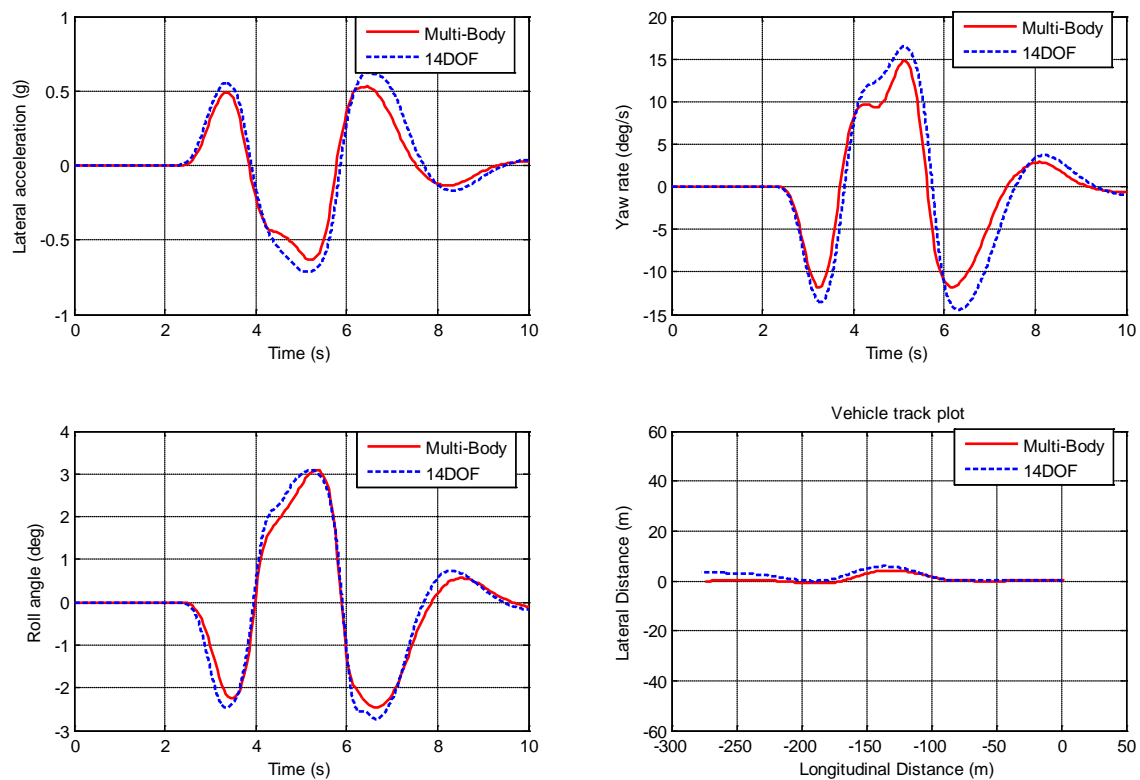 1
0.5
0
-0.5
-1
Lateral acceleration (g)
Multi-Body
14DOF
0 2 4 6 8 10
Time (s)
20
15
10
5
0
-5
-10
-15
Yaw rate (deg/s)
Multi-Body
14DOF
0 2 4 6 8 10
Time (s)
4
3
2
1
0
-1
-2
-3
Roll angle (deg)
Multi-Body
14DOF
0 2 4 6 8 10
Time (s)
Vehicle track plot
60
40
20
0
-20
-40
-60
Lateral Distance (m)
Multi-Body
14DOF
-300 -250 -200 -150 -100 -50 0 50
Longitudinal Distance (m)